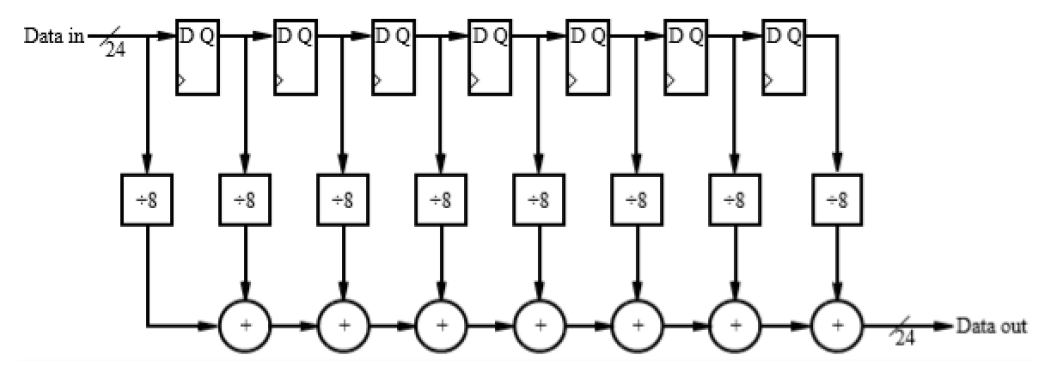 Data in 24 D Q D Q D Q D Q D Q D Q D Q
÷8 ÷8 ÷8 ÷8 ÷8 ÷8 ÷8 ÷8
+ + + + + + + 24 Data out